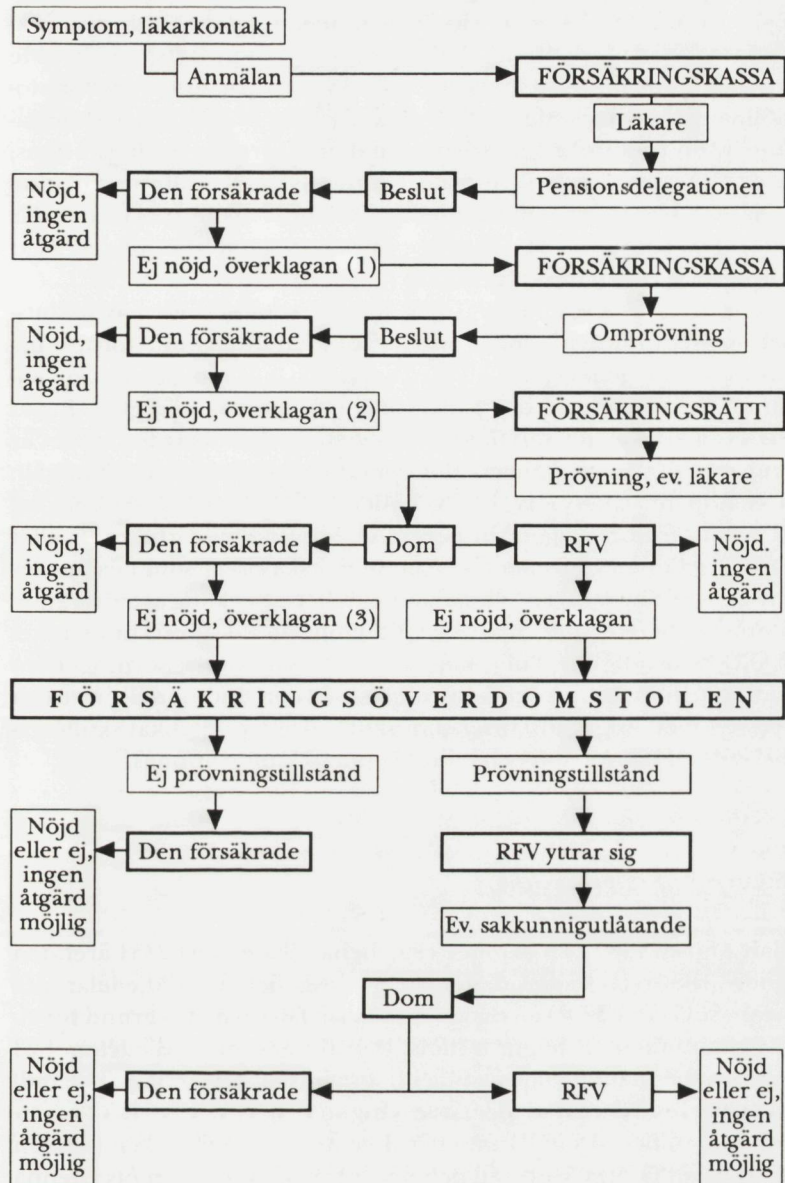 Symptom, läkarkontakt
Anmälan
FÖRSÄKRINGSKASSA
Läkare
Pensionsdelegationen
Beslut
Den försäkrade
Nöjd,
ingen
åtgärd
Ej nöjd, överklagan (1)
FÖRSÄKRINGSKASSA
Omprövning
Beslut
Den försäkrade
Nöjd,
ingen
åtgärd
Ej nöjd, överklagan (2)
FÖRSÄKRINGSRÄTT
Prövning, ev. läkare
Dom
Den försäkrade
Nöjd,
ingen
åtgärd
RFV
Nöjd.
ingen
åtgärd
Ej nöjd, överklagan (3)
Ej nöjd, överklagan
FÖRSÄKRINGSÖVERDOMSTOLEN
Ej prövningstillstånd
Prövningstillstånd
Den försäkrade
Nöjd
eller ej,
ingen
åtgärd
möjlig
RFV yttrar sig
Ev. sakkunnigutlåtande
Dom
Den försäkrade
Nöjd
eller ej,
ingen
åtgärd
möjlig
RFV
Nöjd
eller ej,
ingen
åtgärd
möjlig